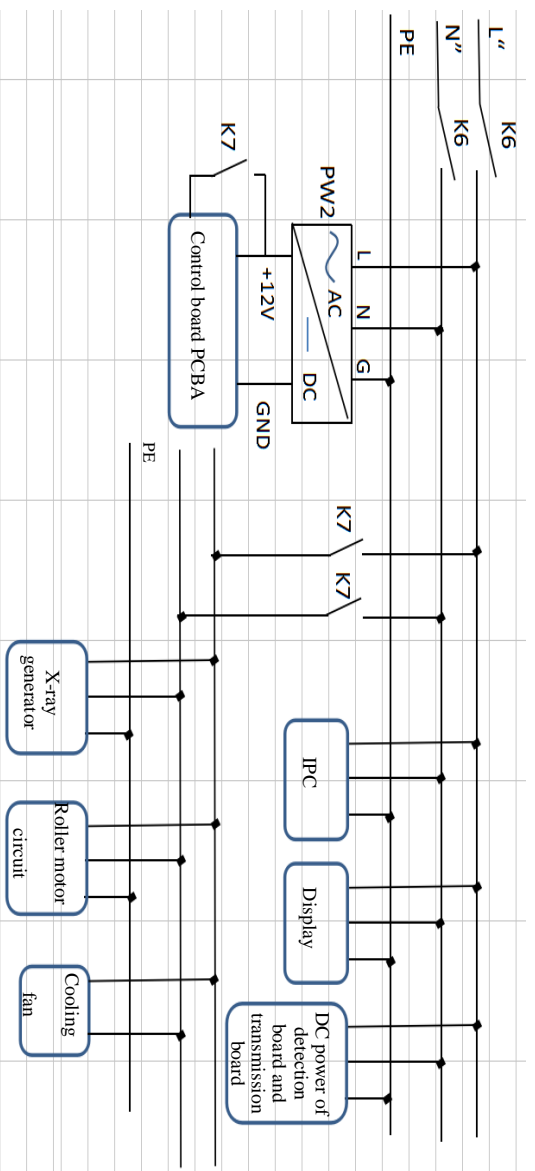 L“
K6
N”
K6
PE
K7
PW2
L
N
G
AC
DC
+12V
GND
Control board PCBA
PE
K7
K7
IPC
Display
DC power of
detection
board and
transmission
board
X-ray
generator
Roller motor
circuit
Cooling
fan